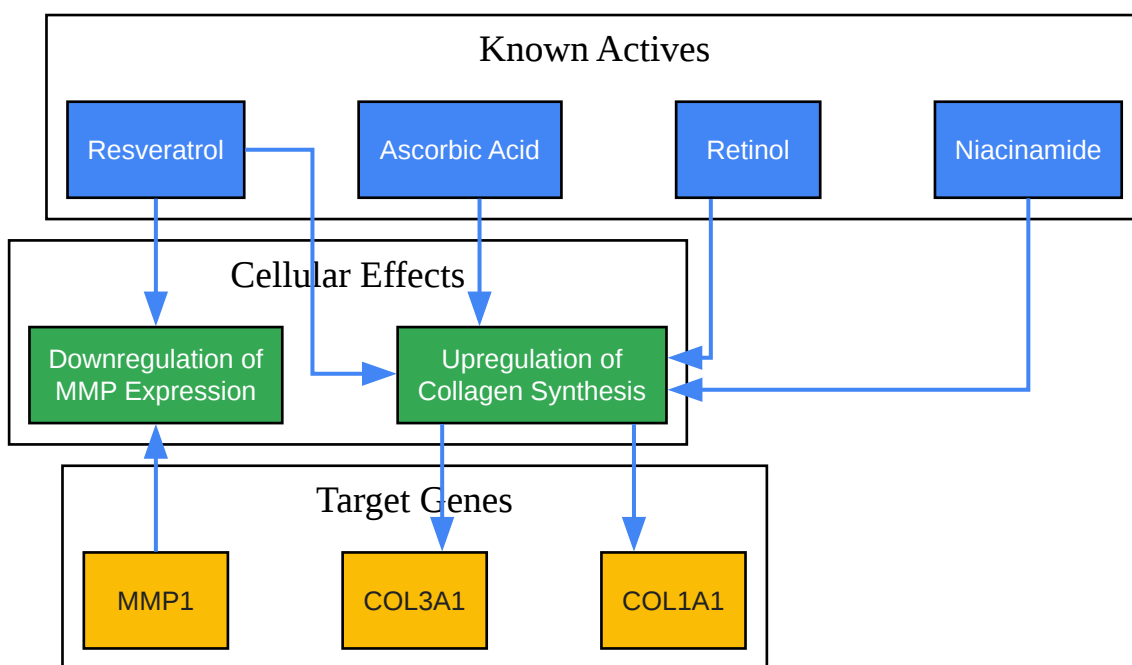 Known Actives
Resveratrol
Ascorbic Acid
Retinol
Niacinamide
Cellular Effects
Downregulation of
MMP Expression
Upregulation of
Collagen Synthesis
Target Genes
MMP1
COL3A1
COL1A1